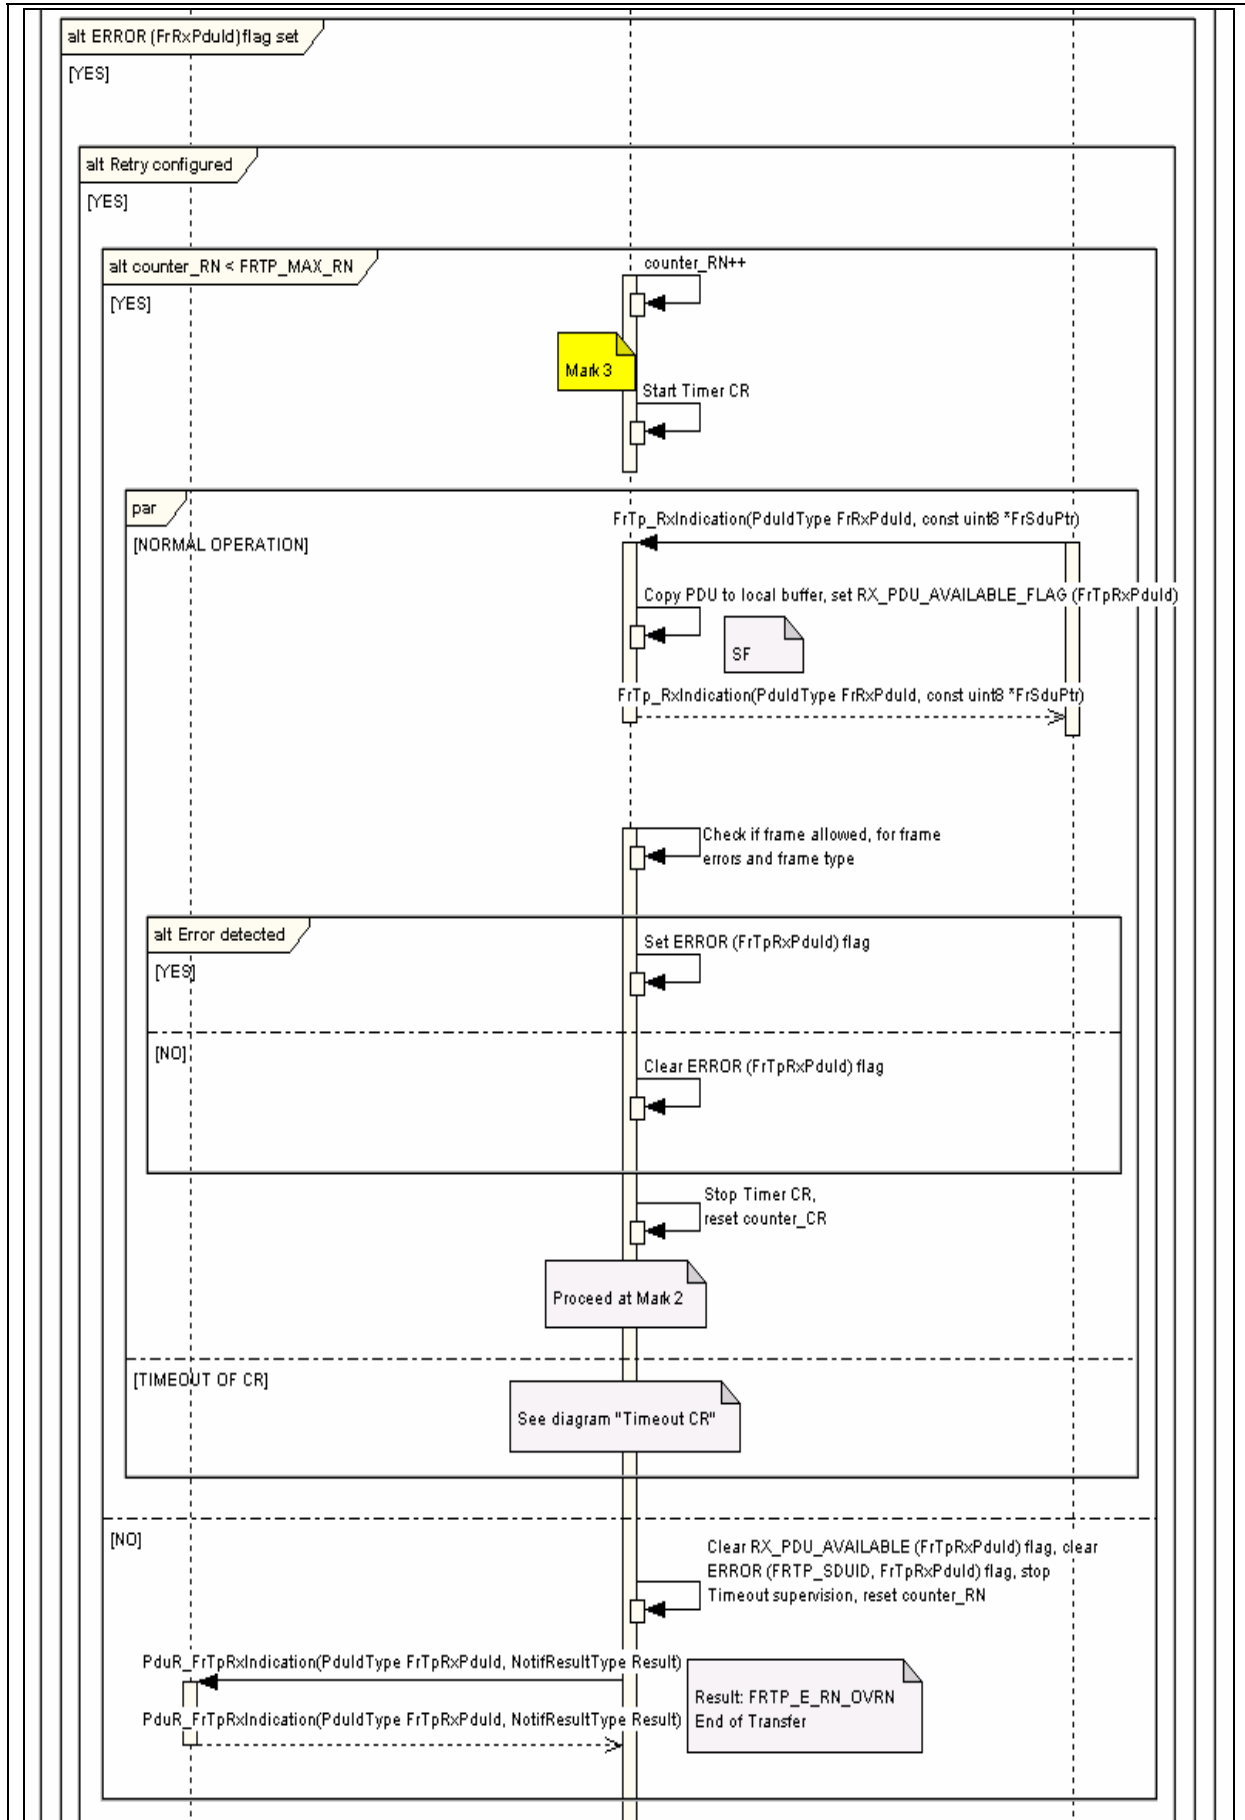 alt ERROR (FrRxPduId)flag set
[YES]
alt Retry configured
[YES]
alt counter_RN < FRTP_MAX_RN
counter_RN++
[YES]
Mark 3
Start Timer CR
par
FrTp_RxIndication(PduIdType FrRxPduId, const uint8 *FrSduPtr)
[NORMAL OPERATION]
Copy PDU to local buffer, set RX_PDU_AVAILABLE_FLAG (FrTpRxPduId)
SF
FrTp_RxIndication(PduIdType FrRxPduId, const uint8 *FrSduPtr)
Check if frame allowed, for frame
errors and frame type
alt Error detected
Set ERROR (FrTpRxPduId) flag
[YES]
[NO]
Clear ERROR (FrTpRxPduId) flag
Stop Timer CR,
reset counter_CR
Proceed at Mark 2
[TIMEOUT OF CR]
See diagram "Timeout CR"
[NO]
Clear RX_PDU_AVAILABLE (FrTpRxPduId) flag, clear
ERROR (FRTP_SDUID, FrTpRxPduId) flag, stop
Timeout supervision, reset counter_RN
PduR_FrTpRxIndication(PduIdType FrTpRxPduId, NotifResultType Result)
Result: FRTP_E_RN_OVRN
End of Transfer
PduR_FrTpRxIndication(PduIdType FrTpRxPduId, NotifResultType Result)